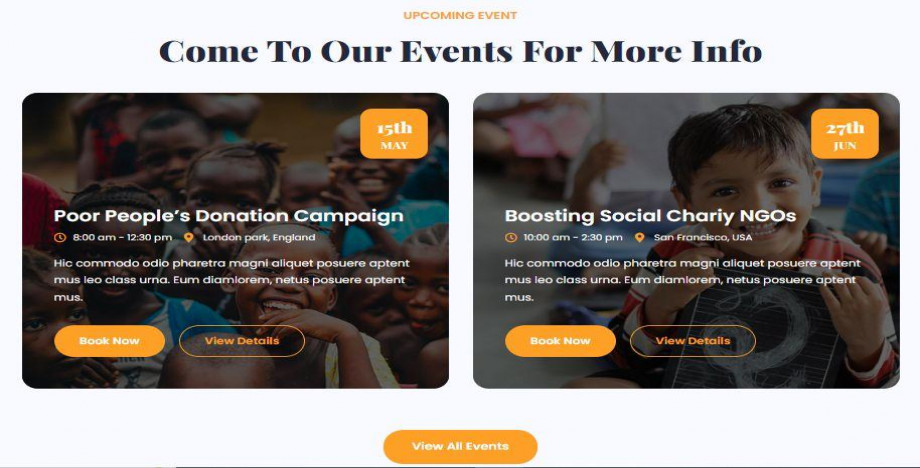 UPCOMING EVENT
Come To Our Events For More Info
15th
MAY
Poor People's Donation Campaign
8:00 am - 12:30 pm London park, England
Hic commodo odio pharetra magni aliquet posuere aptent
mus leo class urna. Eum diamlorem, netus posuere aptent
mus.
Book Now View Details
27th
JUN
Boosting Social Chariy NGOs
10:00 am - 2:30 pm San Francisco, USA
Hic commodo odio pharetra magni aliquet posuere aptent
mus leo class urna. Eum diamlorem, netus posuere aptent
mus.
Book Now View Details
View All Events